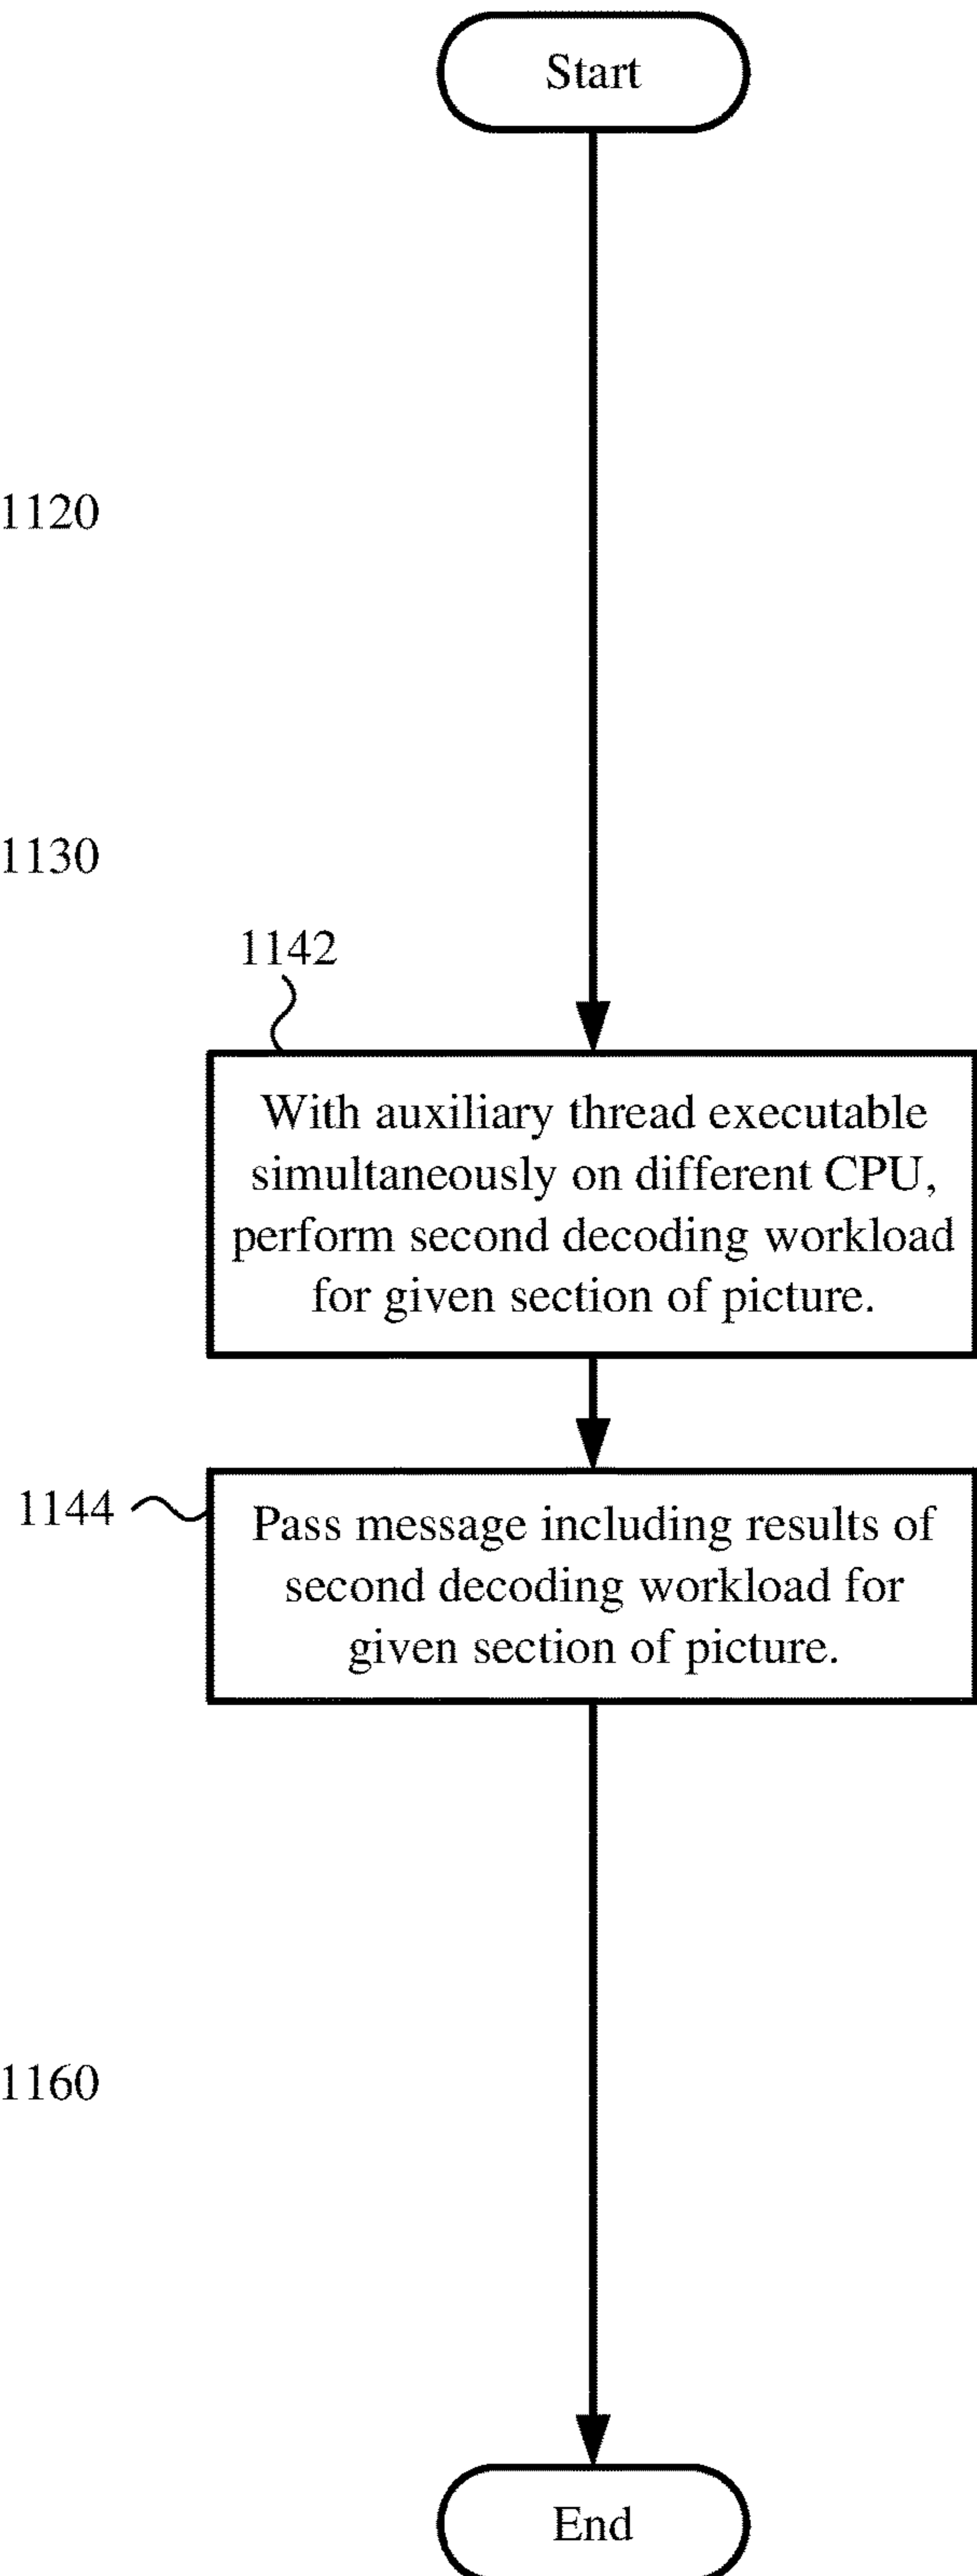 Start
1120
1130
1142
With auxiliary thread executable
simultaneously on different CPU,
perform second decoding workload
for given section of picture.
1144
Pass message including results of
second decoding workload for
given section of picture.
1160
End